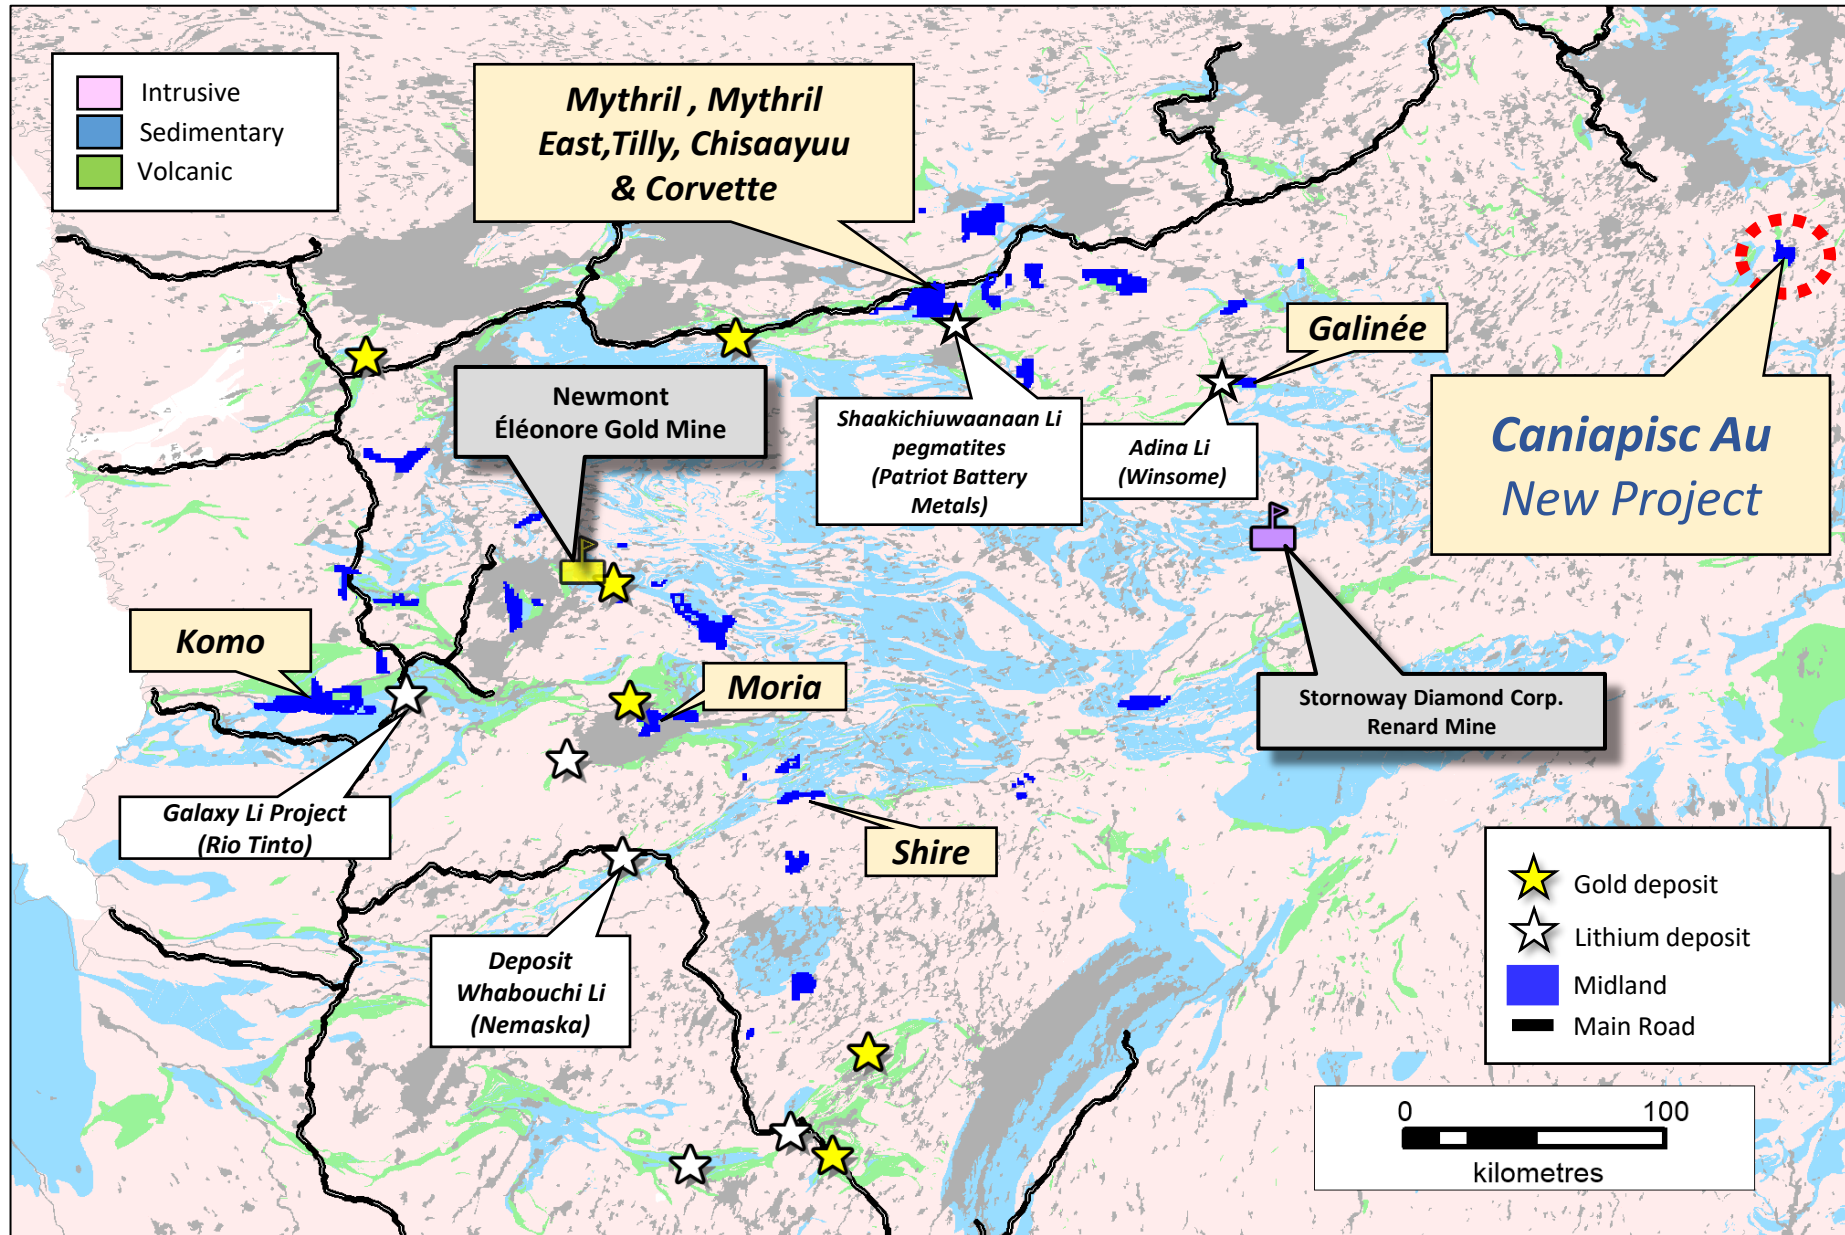 Intrusive
Sedimentary
Volcanic
Mythril , Mythril
East,Tilly, Chisaayuu
& Corvette
Galinée
Newmont
Éléonore Gold Mine
Shaakichiuwaanaan Li
pegmatites
(Patriot Battery
Metals)
Adina Li
(Winsome)
Caniapisc Au
New Project
Komo
Moria
Stornoway Diamond Corp.
Renard Mine
Galaxy Li Project
(Rio Tinto)
Shire
Deposit
Whabouchi Li
(Nemaska)
Gold deposit
Lithium deposit
Midland
Main Road
0 100
kilometres